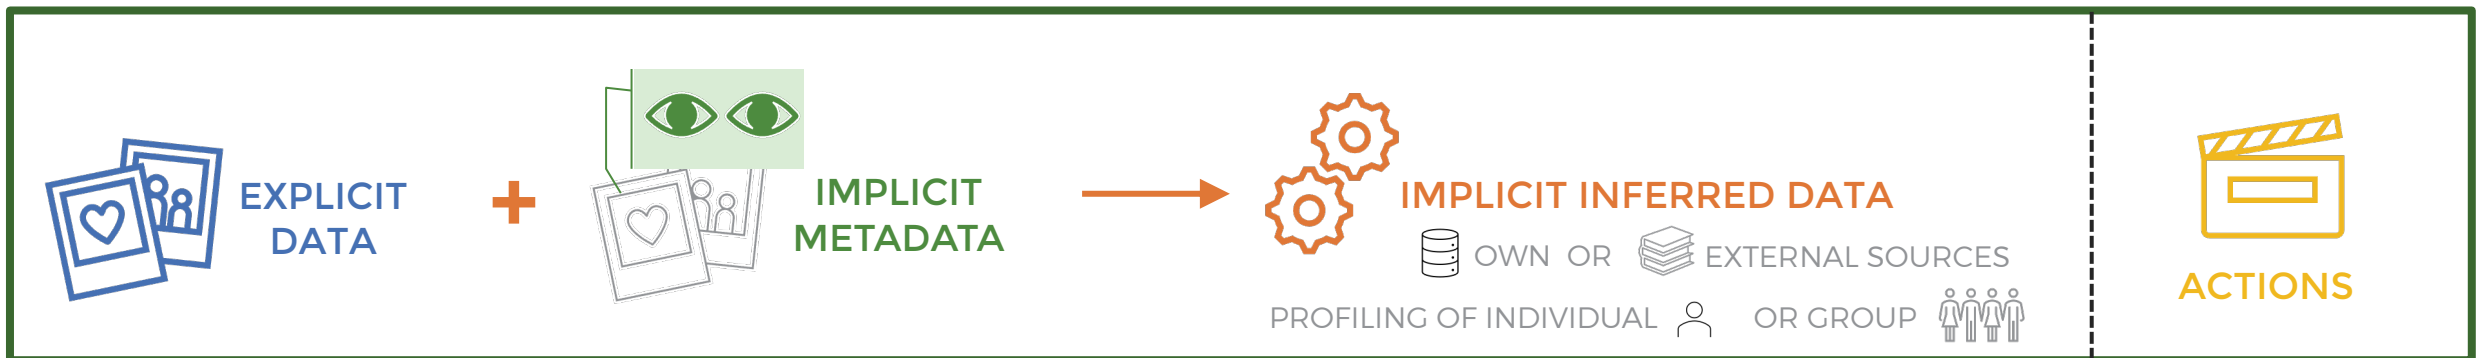 EXPLICIT
DATA
IMPLICIT
METADATA
IMPLICIT INFERRED DATA
OWN OR EXTERNAL SOURCES
PROFILING OF INDIVIDUAL OR GROUP
ACTIONS